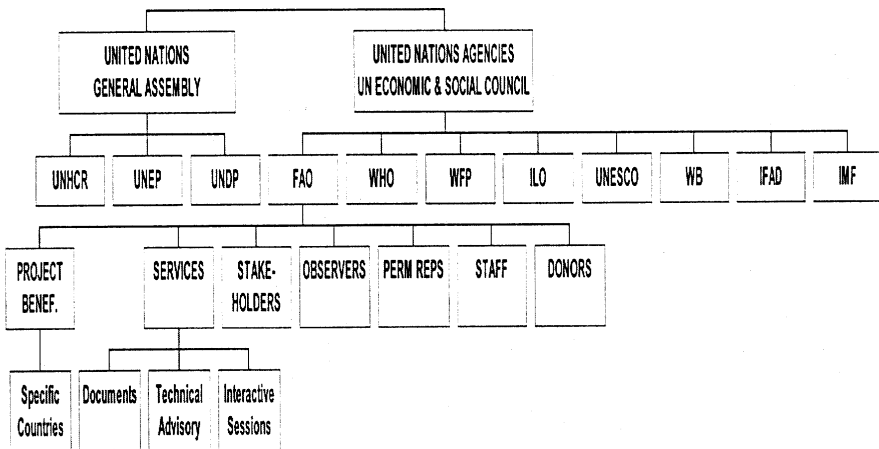 UNITED NATIONS
GENERAL ASSEMBLY
UNITED NATIONS AGENCIES
UN ECONOMIC & SOCIAL COUNCIL
UNHCR
UNEP
UNDP
FAO
WHO
WFP
ILO
UNESCO
WB
IFAD
IMF
PROJECT
BENEF.
SERVICES
STAKE-
HOLDERS
OBSERVERS
PERM REPS
STAFF
DONORS
Specific
Countries
Documents
Technical
Advisory
Interactive
Sessions